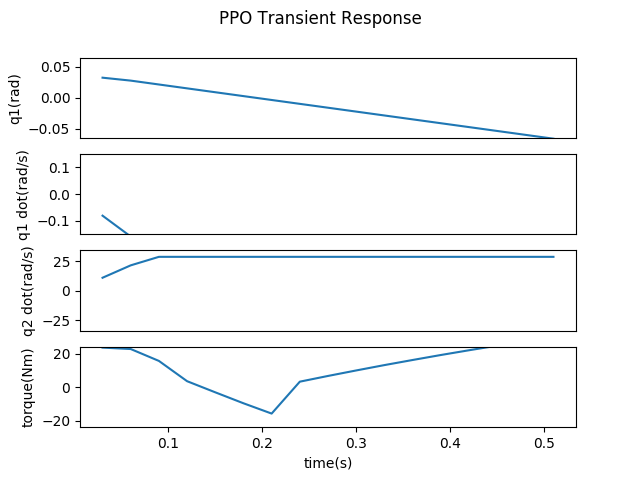 PPO Transient Response
q1(rad)
0.05
0.00
−0.05
q1 dot(rad/s)
0.1
0.0
−0.1
q2 dot(rad/s)
25
0
−25
torque(Nm)
20
0
−20
0.1 0.2 0.3 0.4 0.5
time(s)